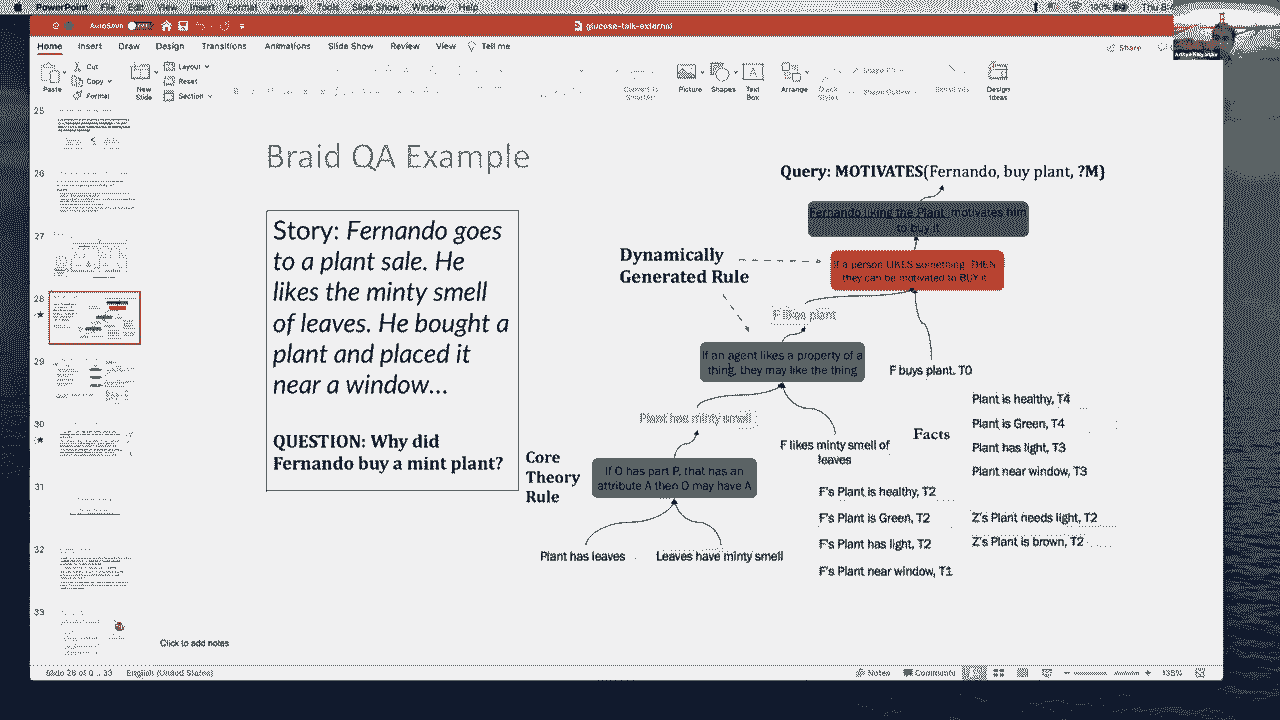 PowerPoint File Edit View Insert Format Arrange Tools Slide Show Window Help
AutoSave
glucose-talk-external
Home Insert Draw Design Transitions Animations Slide Show Review View Tell me
Share
Paste
Cut
Copy
Format
New
Slide
Layout
Reset
Section
Picture
Shapes
Text
Box
Arrange
Design
Ideas
25
26
27
28
29
30
31
32
33
Braid QA Example
Story: Fernando goes
to a plant sale. He
likes the minty smell
of leaves. He bought a
plant and placed it
near a window...
QUESTION: Why did
Fernando buy a mint plant?
Query: MOTIVATES(Fernando, buy plant, ?M)
Fernando liking the Plant, motivates him
to buy it
Dynamically
Generated Rule
If a person LIKES something THEN
they can be motivated to BUY it
F likes plant
If an agent likes a property of a
thing, they may like the thing
F buys plant. T0
Plant has minty smell
F likes minty smell of
leaves
Core
Theory
Rule
If O has part P, that has an
attribute A then O may have A
Plant has leaves
Leaves have minty smell
Facts
Plant is healthy, T4
Plant is Green, T4
Plant has light, T3
Plant near window, T3
F's Plant is healthy, T2
F's Plant is Green, T2
F's Plant has light, T2
F's Plant near window, T1
Z's Plant needs light, T2
Z's Plant is brown, T2
Click to add notes
English (United States)
Notes
Comments